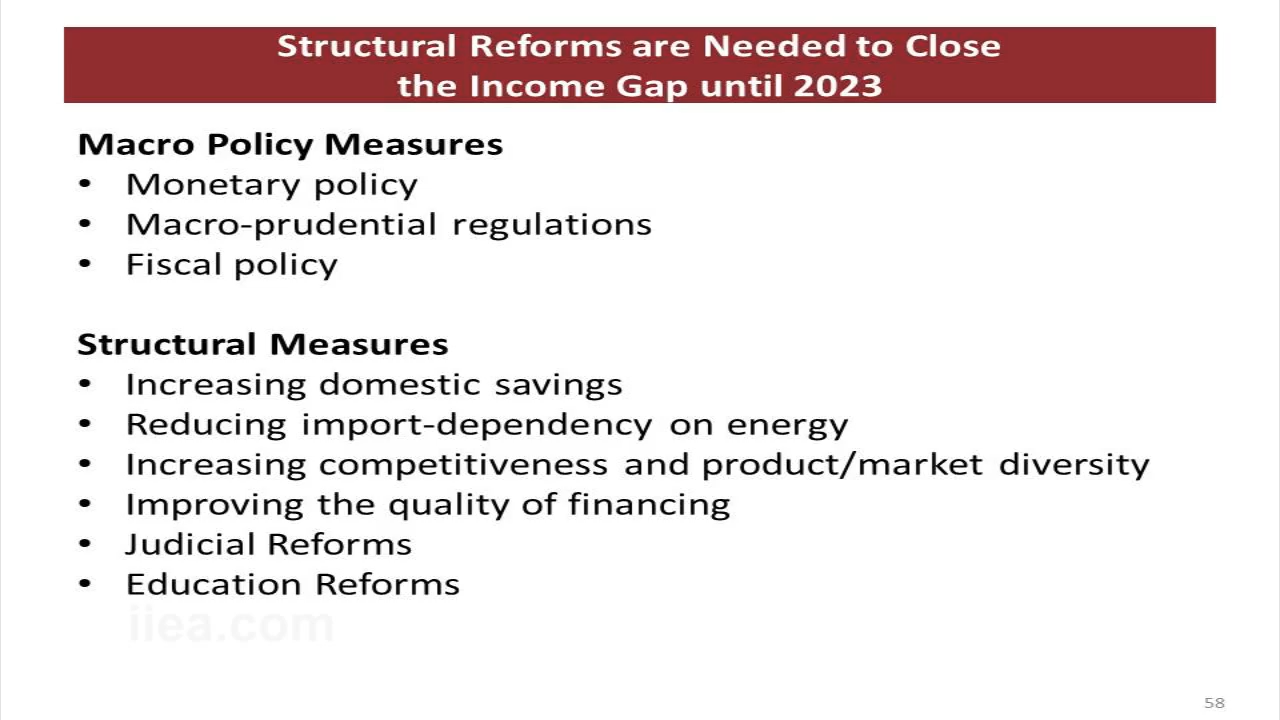 Structural Reforms are Needed to Close
the Income Gap until 2023
Macro Policy Measures
• Monetary policy
• Macro-prudential regulations
• Fiscal policy
Structural Measures
• Increasing domestic savings
• Reducing import-dependency on energy
• Increasing competitiveness and product/market diversity
• Improving the quality of financing
• Judicial Reforms
• Education Reforms
iiea.com
58